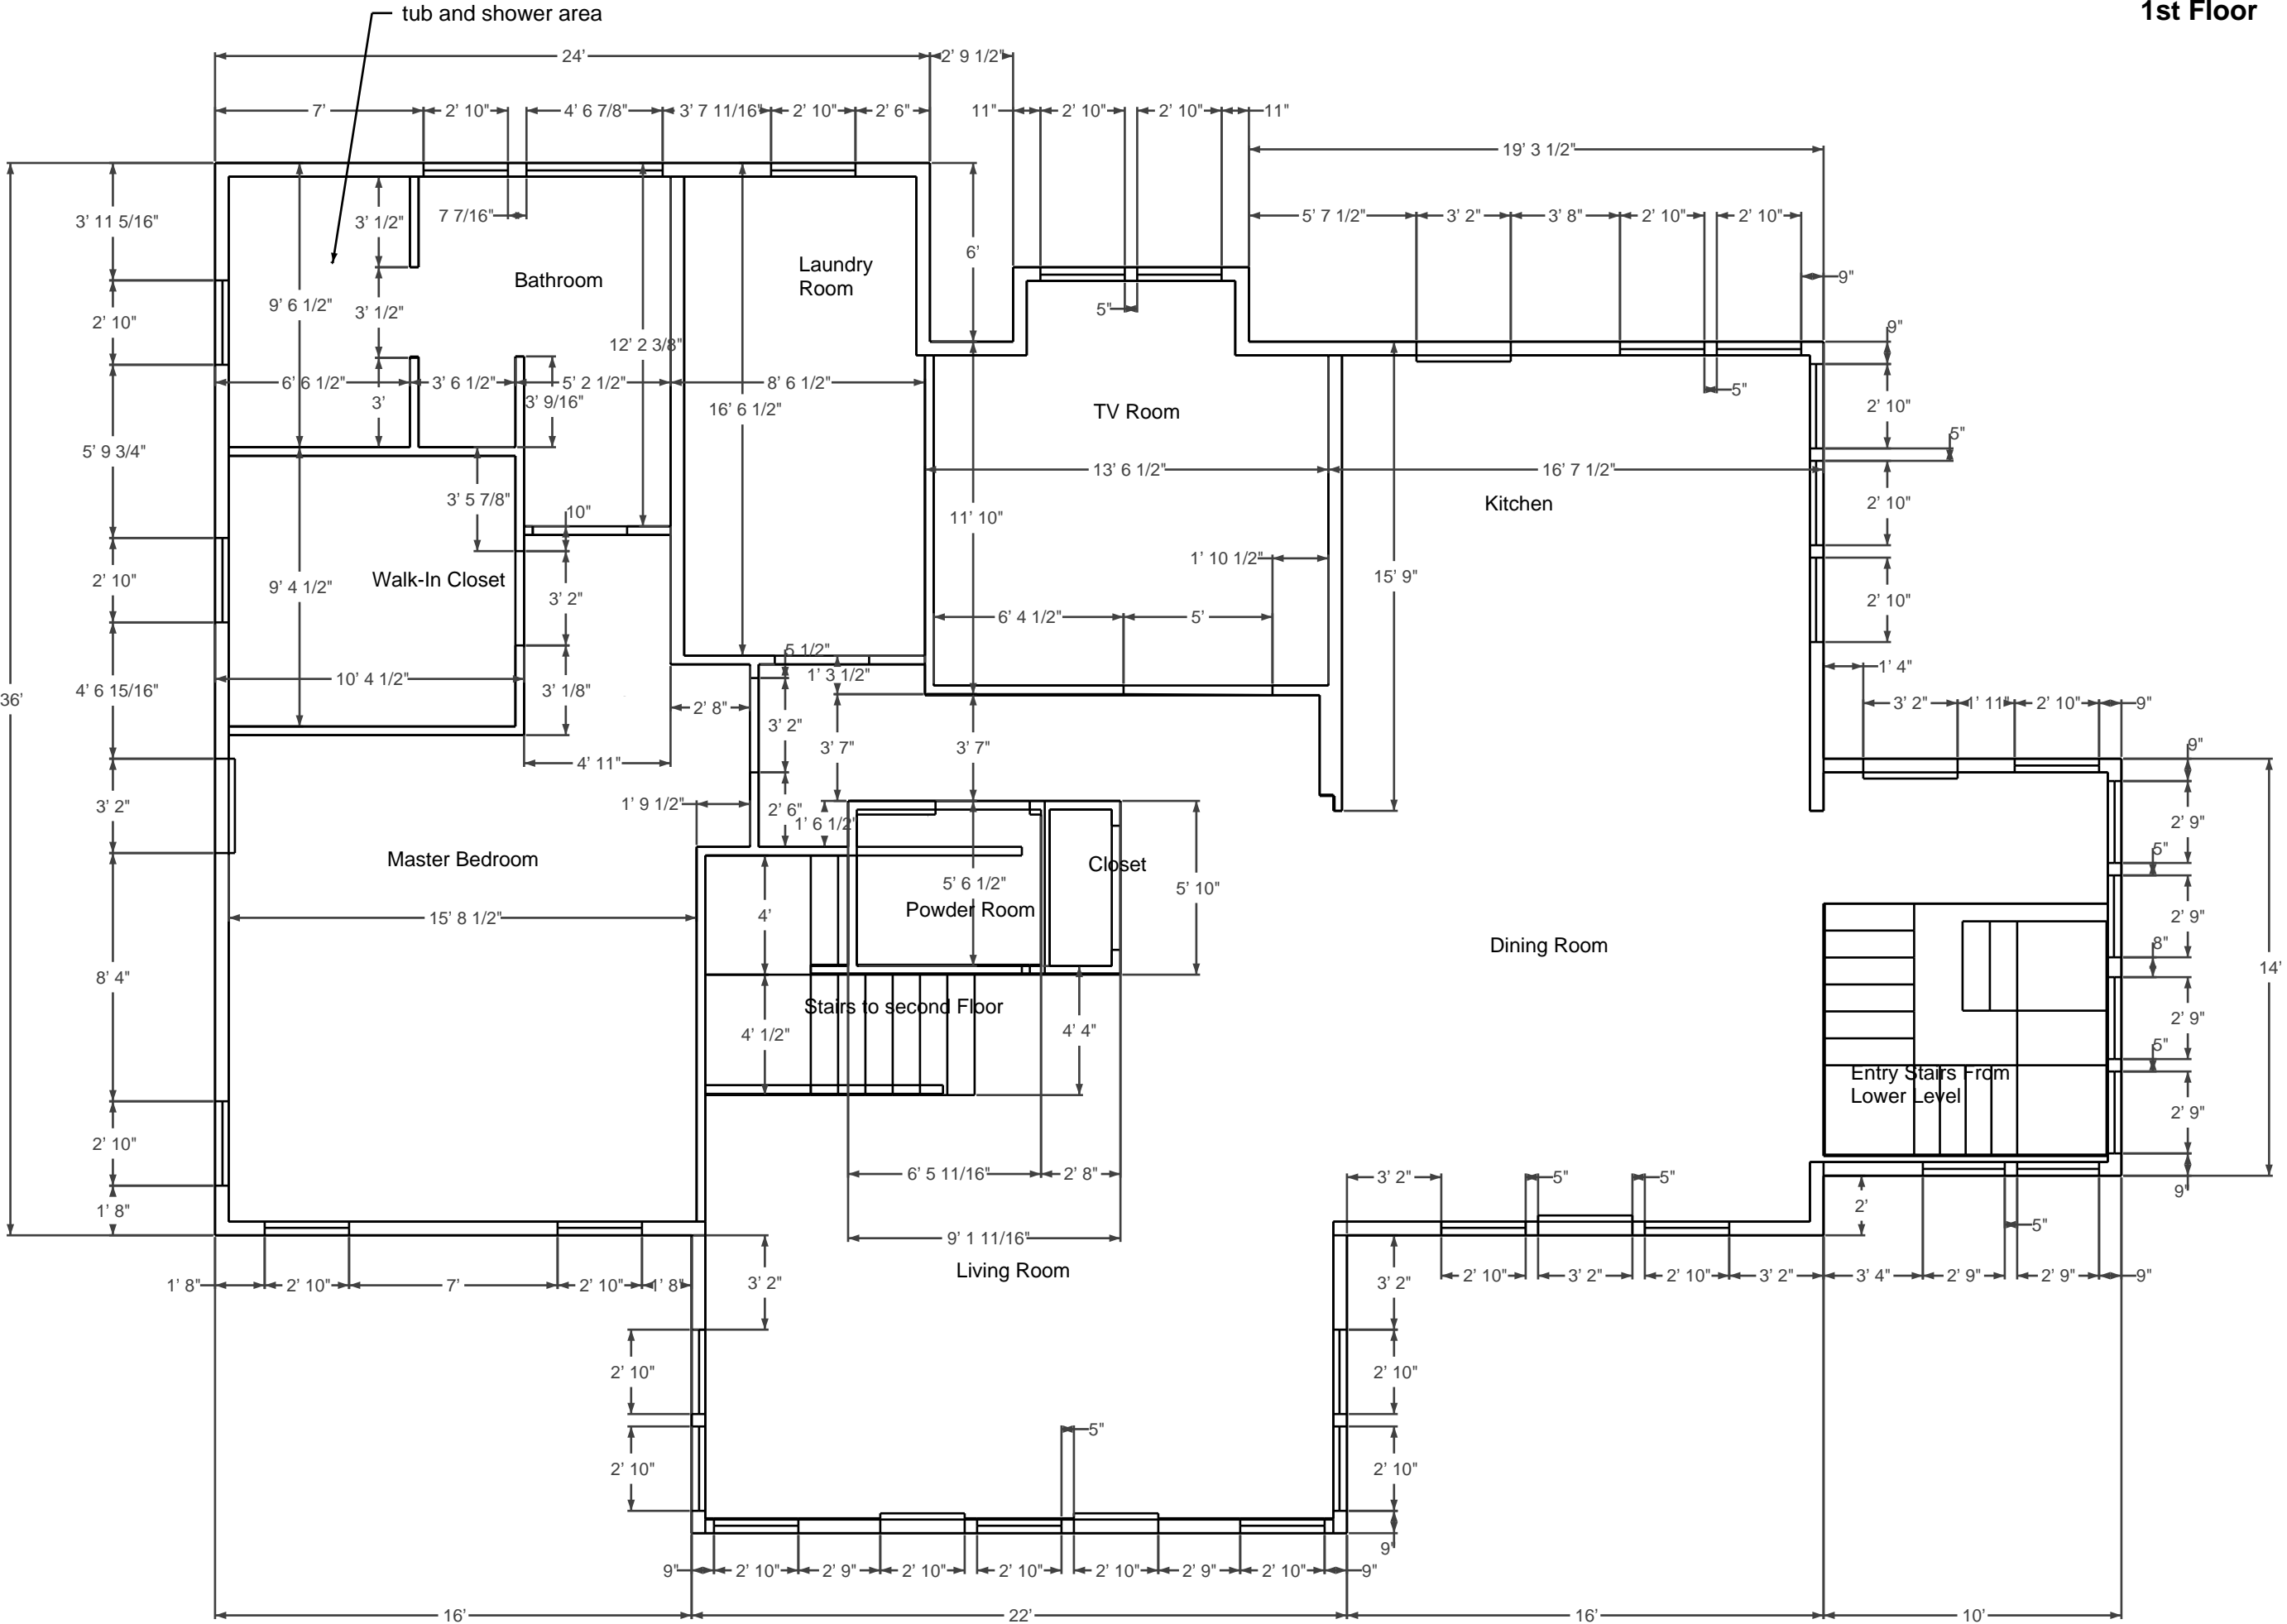 tub and shower area
1st Floor
24'
2' 9 1/2"
7'
2' 10"
4' 6 7/8"
3' 7 11/16"
2' 10"
2' 6"
11"
2' 10"
2' 10"
11"
19' 3 1/2"
3' 11 5/16"
3' 1/2"
7 7/16"
5' 7 1/2"
3' 2"
3' 8"
2' 10"
2' 10"
6'
Laundry
Room
Bathroom
9"
9' 6 1/2"
3' 1/2"
2' 10"
5"
9"
12' 2 3/8"
6' 6 1/2"
3' 6 1/2"
5' 2 1/2"
8' 6 1/2"
5"
3'
3' 9/16"
16' 6 1/2"
TV Room
2' 10"
5"
5' 9 3/4"
13' 6 1/2"
16' 7 1/2"
3' 5 7/8"
Kitchen
2' 10"
10"
11' 10"
1' 10 1/2"
2' 10"
Walk-In Closet
9' 4 1/2"
3' 2"
15' 9"
2' 10"
6' 4 1/2"
5'
5 1/2"
1' 3 1/2"
1' 4"
10' 4 1/2"
3' 1/8"
4' 6 15/16"
36'
2' 8"
3' 2"
3' 2"
1' 11"
2' 10"
9"
3' 7"
3' 7"
9"
4' 11"
3' 2"
1' 9 1/2"
2' 6"
1' 6 1/2"
2' 9"
Master Bedroom
Closet
5"
5' 6 1/2"
5' 10"
15' 8 1/2"
4'
Powder Room
2' 9"
Dining Room
8"
14'
8' 4"
Stairs to second Floor
4' 1/2"
4' 4"
2' 9"
5"
Entry Stairs From
Lower Level
2' 10"
2' 9"
6' 5 11/16"
2' 8"
3' 2"
5"
5"
9"
1' 8"
2'
5"
9' 1 11/16"
Living Room
1' 8"
2' 10"
7'
2' 10"
1' 8"
3' 2"
3' 2"
2' 10"
3' 2"
2' 10"
3' 2"
3' 4"
2' 9"
2' 9"
9"
2' 10"
2' 10"
5"
2' 10"
2' 10"
9"
9"
2' 10"
2' 9"
2' 10"
2' 10"
2' 10"
2' 9"
2' 10"
9"
16'
22'
16'
10'